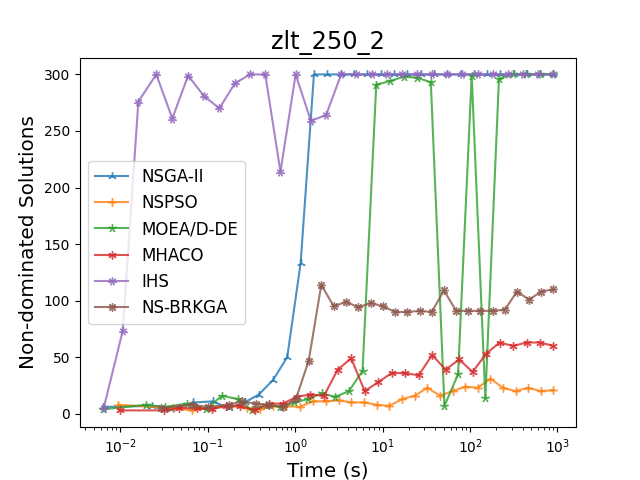 zlt_250_2
Non-dominated Solutions
300
250
200
150
100
50
0
NSGA-II
NSPSO
MOEA/D-DE
MHACO
IHS
NS-BRKGA
10⁻² 10⁻¹ 10⁰ 10¹ 10² 10³
Time (s)